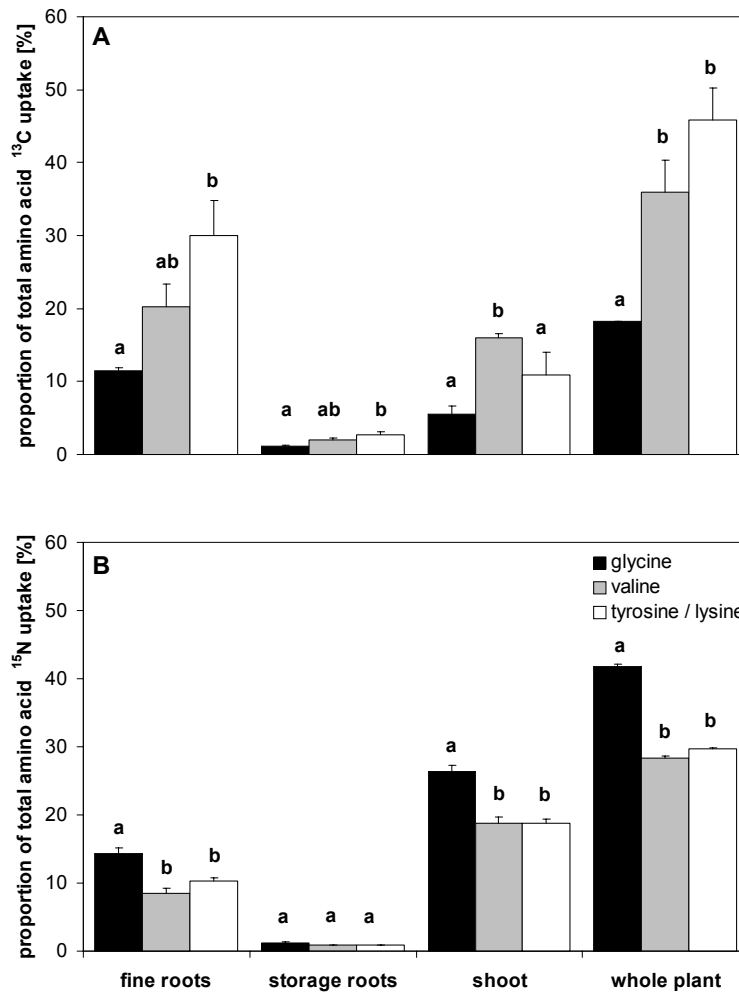 proportion of total amino acid ¹³C uptake [%]
60
50
40
30
20
10
0
A
a
ab
b
a
ab
b
a
b
a
a
b
b
proportion of total amino acid ¹⁵N uptake [%]
60
50
40
30
20
10
0
B
glycine
valine
tyrosine / lysine
a
b
b
a
a
a
a
b
b
a
b
b
fine roots
storage roots
shoot
whole plant